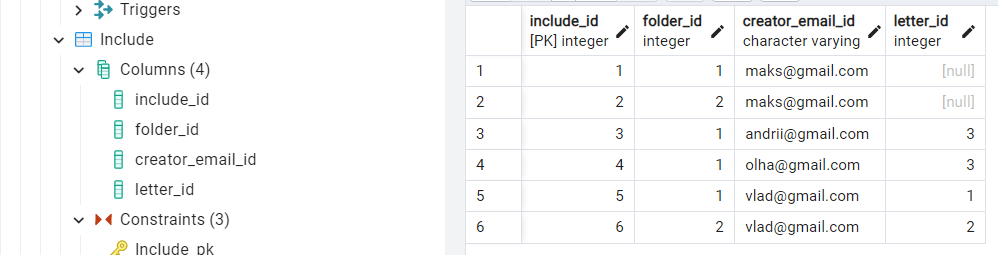 Triggers
Include
Columns (4)
include_id
folder_id
creator_email_id
letter_id
Constraints (3)
Include_pk
include_id folder_id creator_email_id letter_id
[PK] integer integer character varying integer
1 1 1 maks@gmail.com [null]
2 2 2 maks@gmail.com [null]
3 3 1 andrii@gmail.com 3
4 4 1 olha@gmail.com 3
5 5 1 vlad@gmail.com 1
6 6 2 vlad@gmail.com 2